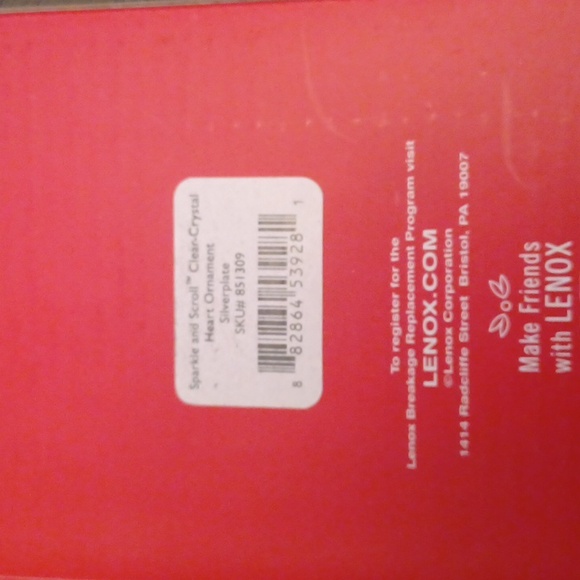 Sparkle and Scroll™ Clear-Crystal
Heart Ornament
Silverplate
SKU# 851309
8 82864 53928 1
To register for the
Lenox Breakage Replacement Program visit
LENOX.COM
©Lenox Corporation
1414 Radcliffe Street Bristol, PA 19007
Make Friends
with LENOX